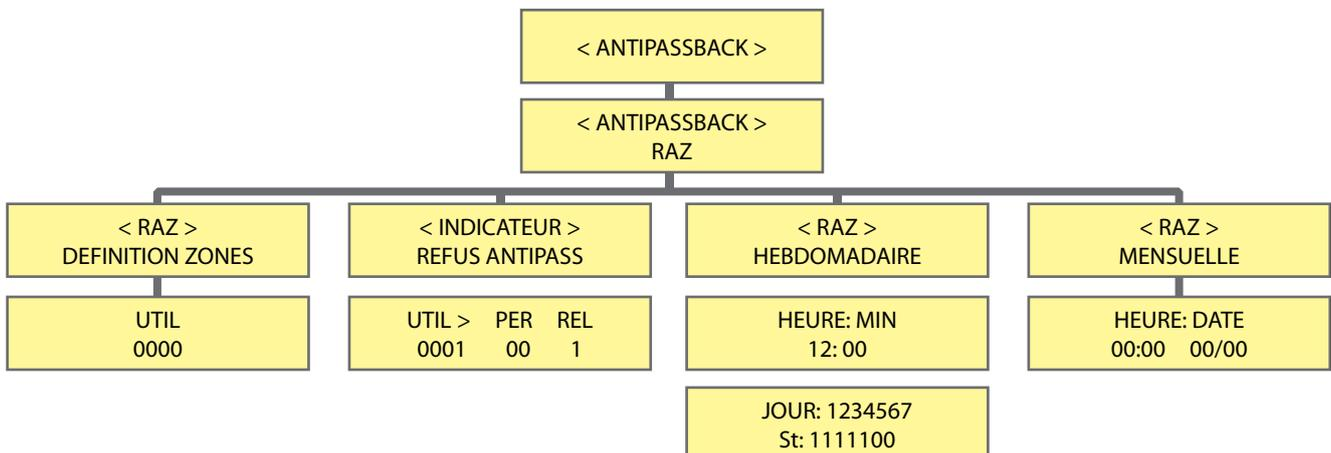 < ANTIPASSBACK >
< ANTIPASSBACK >
RAZ
< RAZ >
DEFINITION ZONES
< INDICATEUR >
REFUS ANTIPASS
< RAZ >
HEBDOMADAIRE
< RAZ >
MENSUELLE
UTIL
0000
UTIL > PER REL
0001 00 1
HEURE: MIN
12: 00
HEURE: DATE
00:00 00/00
JOUR: 1234567
St: 1111100